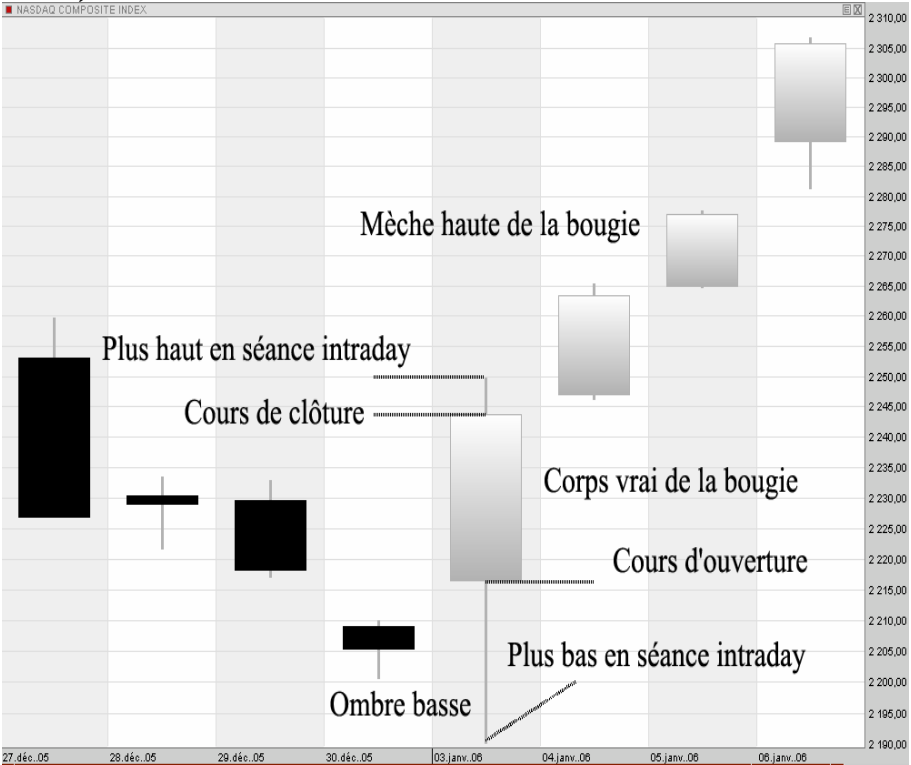 NASDAQ COMPOSITE INDEX
2 310,00
2 305,00
2 300,00
2 295,00
2 290,00
2 285,00
2 280,00
Mèche haute de la bougie
2 275,00
2 270,00
2 265,00
2 260,00
Plus haut en séance intraday
2 255,00
2 250,00
Cours de clôture
2 245,00
2 240,00
2 235,00
Corps vrai de la bougie
2 230,00
2 225,00
Cours d'ouverture
2 220,00
2 215,00
2 210,00
Plus bas en séance intraday
2 205,00
2 200,00
Ombre basse
2 195,00
2 190,00
27.déc..05 28.déc..05 29.déc..05 30.déc..05 03.janv..06 04.janv..06 05.janv..06 06.janv..06